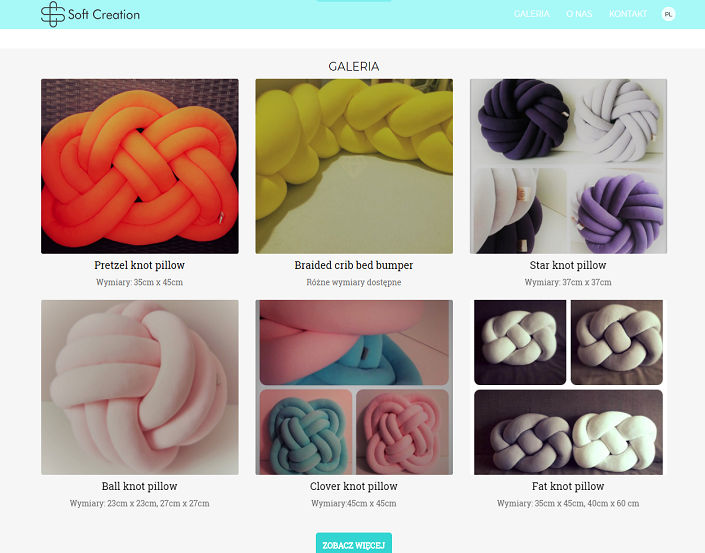 Soft Creation
GALERIA O NAS KONTAKT PL
GALERIA
Pretzel knot pillow
Wymiary: 35cm x 45cm
Braided crib bed bumper
Różne wymiary dostępne
Star knot pillow
Wymiary: 37cm x 37cm
Ball knot pillow
Wymiary: 23cm x 23cm, 27cm x 27cm
Clover knot pillow
Wymiary:45cm x 45cm
Fat knot pillow
Wymiary: 35cm x 45cm, 40cm x 60 cm
ZOBACZ WIĘCEJ